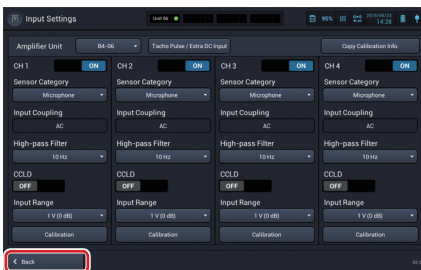 Input Settings Unit 06 95% 2015/08/23
14:28
Amplifier Unit B4-06 Tacho Pulse / Extra DC Input Copy Calibration Info.
CH 1 ON CH 2 ON CH 3 ON CH 4 ON
Sensor Category Sensor Category Sensor Category Sensor Category
Microphone Microphone Microphone Microphone
Input Coupling Input Coupling Input Coupling Input Coupling
AC AC AC AC
High-pass Filter High-pass Filter High-pass Filter High-pass Filter
10 Hz 10 Hz 10 Hz 10 Hz
CCLD CCLD CCLD CCLD
OFF OFF OFF OFF
Input Range Input Range Input Range Input Range
1 V (0 dB) 1 V (0 dB) 1 V (0 dB) 1 V (0 dB)
Calibration Calibration Calibration Calibration
Back